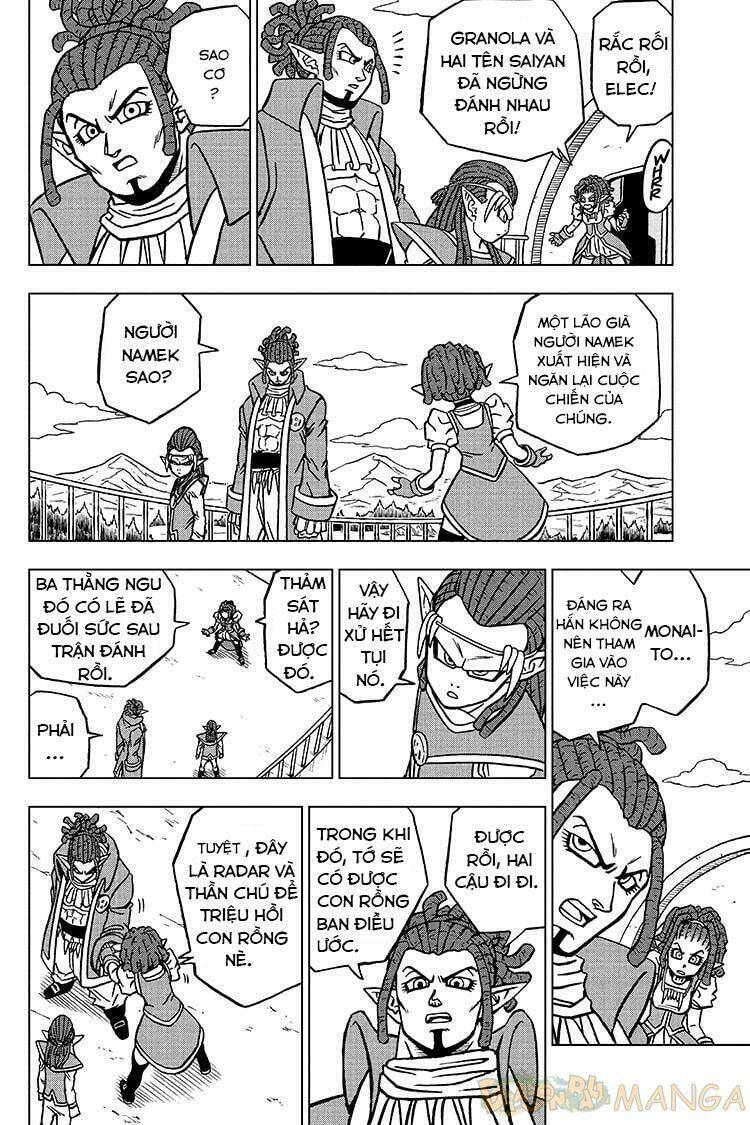 RẮC RỐI
RỒI,
ELEC!
GRANOLA VÀ
HAI TÊN SAIYAN
ĐÃ NGỪNG
ĐÁNH NHAU
RỒI!
WHRR
SAO
CƠ
?
MỘT LÃO GIÀ
NGƯỜI NAMEK
XUẤT HIỆN VÀ
NGĂN LẠI CUỘC
CHIẾN CỦA
CHÚNG.
NGƯỜI
NAMEK
SAO?
MONAI-
TO...
ĐÁNG RA
HẮN KHÔNG
NÊN THAM
GIA VÀO
VIỆC NÀY
...
VẬY
HÃY ĐI
XỬ HẾT
TỤI
NÓ.
THẢM
SÁT
HẢ?
ĐƯỢC
ĐÓ.
BA THẰNG NGU
ĐÓ CÓ LẼ ĐÃ
ĐUỐI SỨC SAU
TRẬN ĐÁNH
RỒI.
PHẢI
...
ĐƯỢC
RỒI, HAI
CẬU ĐI ĐI.
TRONG KHI
ĐÓ, TỚ SẼ
CÓ ĐƯỢC
CON RỒNG
BAN ĐIỀU
ƯỚC.
TUYỆT , ĐÂY
LÀ RADAR VÀ
THẦN CHÚ ĐỂ
TRIỆU HỒI
CON RỒNG
NÈ.
DRAGON BALL MANGA